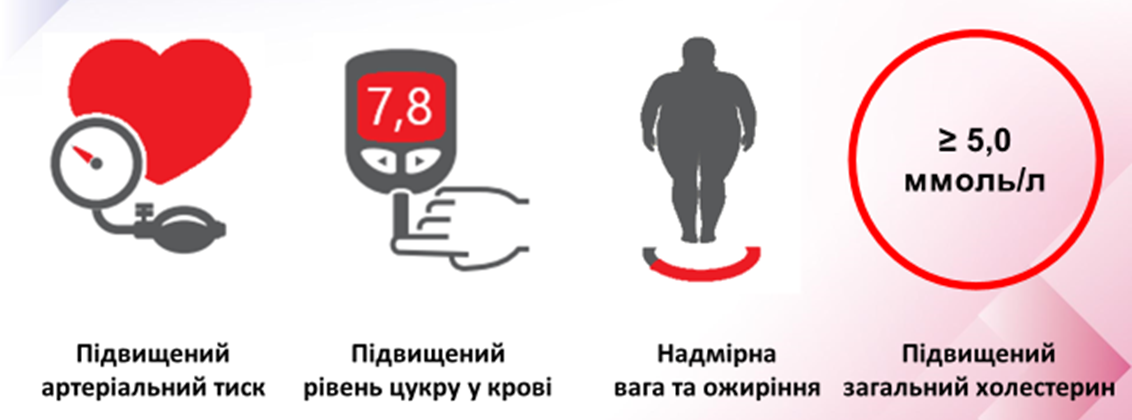 7,8
≥ 5,0
ммоль/л
Підвищений
артеріальний тиск
Підвищений
рівень цукру у крові
Надмірна
вага та ожиріння
Підвищений
загальний холестерин